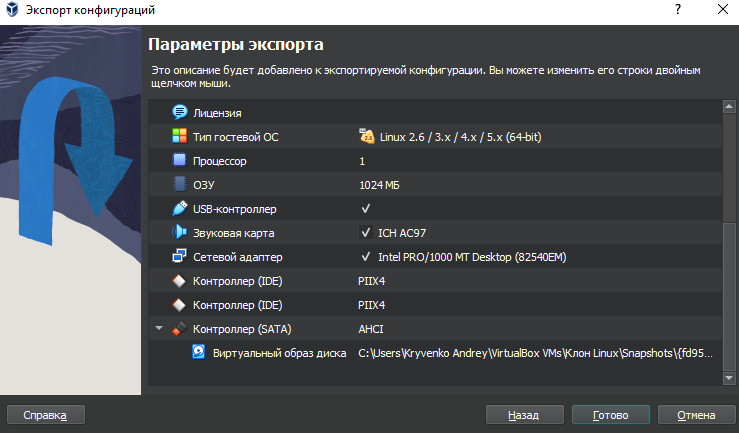 Экспорт конфигураций
Параметры экспорта
Это описание будет добавлено к экспортируемой конфигурации. Вы можете изменить его строки двойным
щелчком мыши.
Лицензия
Тип гостевой ОС 2.6 Linux 2.6 / 3.x / 4.x / 5.x (64-bit)
Процессор 1
ОЗУ 1024 МБ
USB-контроллер
Звуковая карта ICH AC97
Сетевой адаптер Intel PRO/1000 MT Desktop (82540EM)
Контроллер (IDE) PIIX4
Контроллер (IDE) PIIX4
Контроллер (SATA) AHCI
Виртуальный образ диска C:\Users\Kryvenko Andrey\VirtualBox VMs\Клон Linux\Snapshots\{fd95...
Справка Назад Готово Отмена